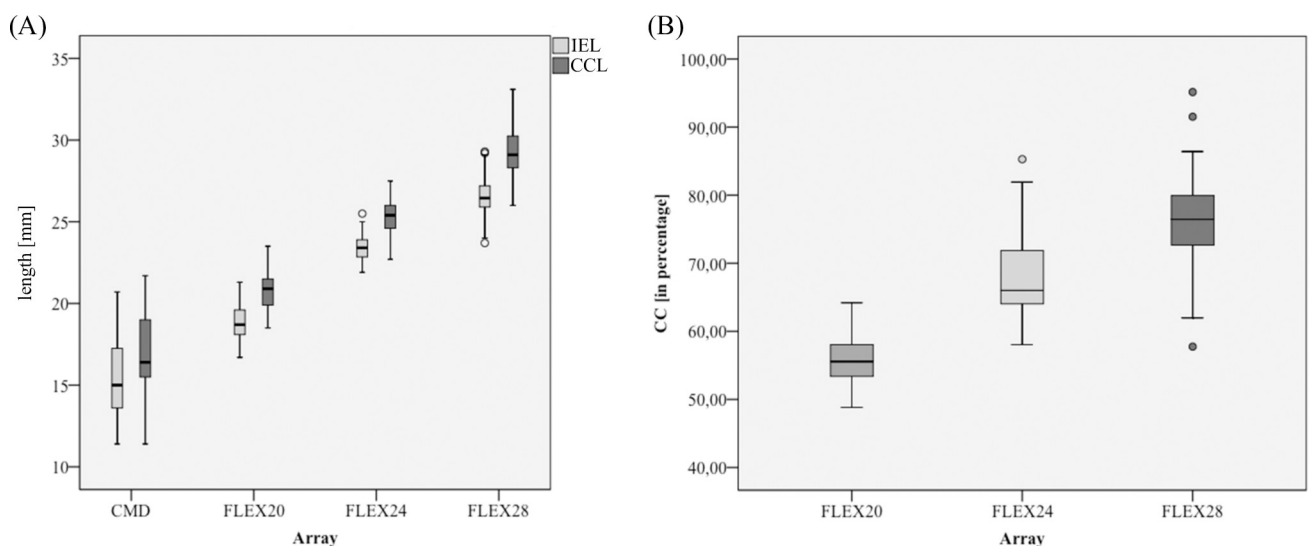 (A)
IEL
CCL
length [mm]
35
30
25
20
15
10
CMD FLEX20 FLEX24 FLEX28
Array
(B)
CC [in percentage]
100,00
90,00
80,00
70,00
60,00
50,00
40,00
FLEX20 FLEX24 FLEX28
Array